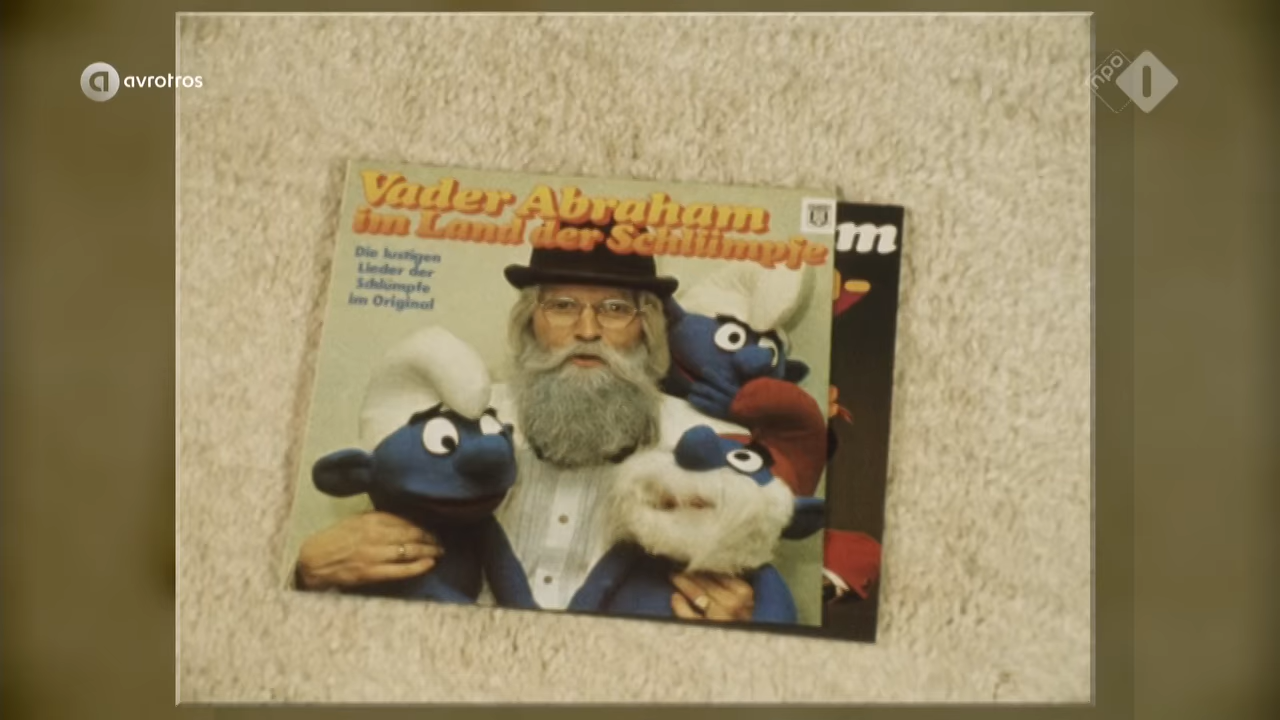 avrotros
npo
1
Vader Abraham
im Land der Schlümpfe
m
Die lustigen
Lieder der
Schlümpfe
im Original